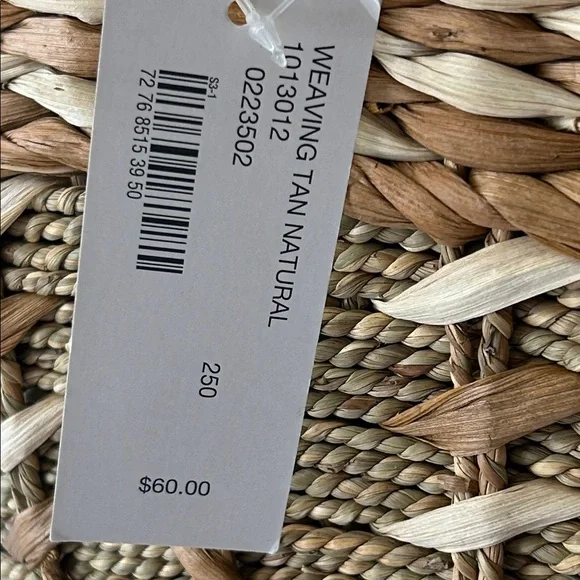 WEAVING TAN NATURAL
1013012
0223502
250
S3-1
72 76 8515 39 50
$60.00